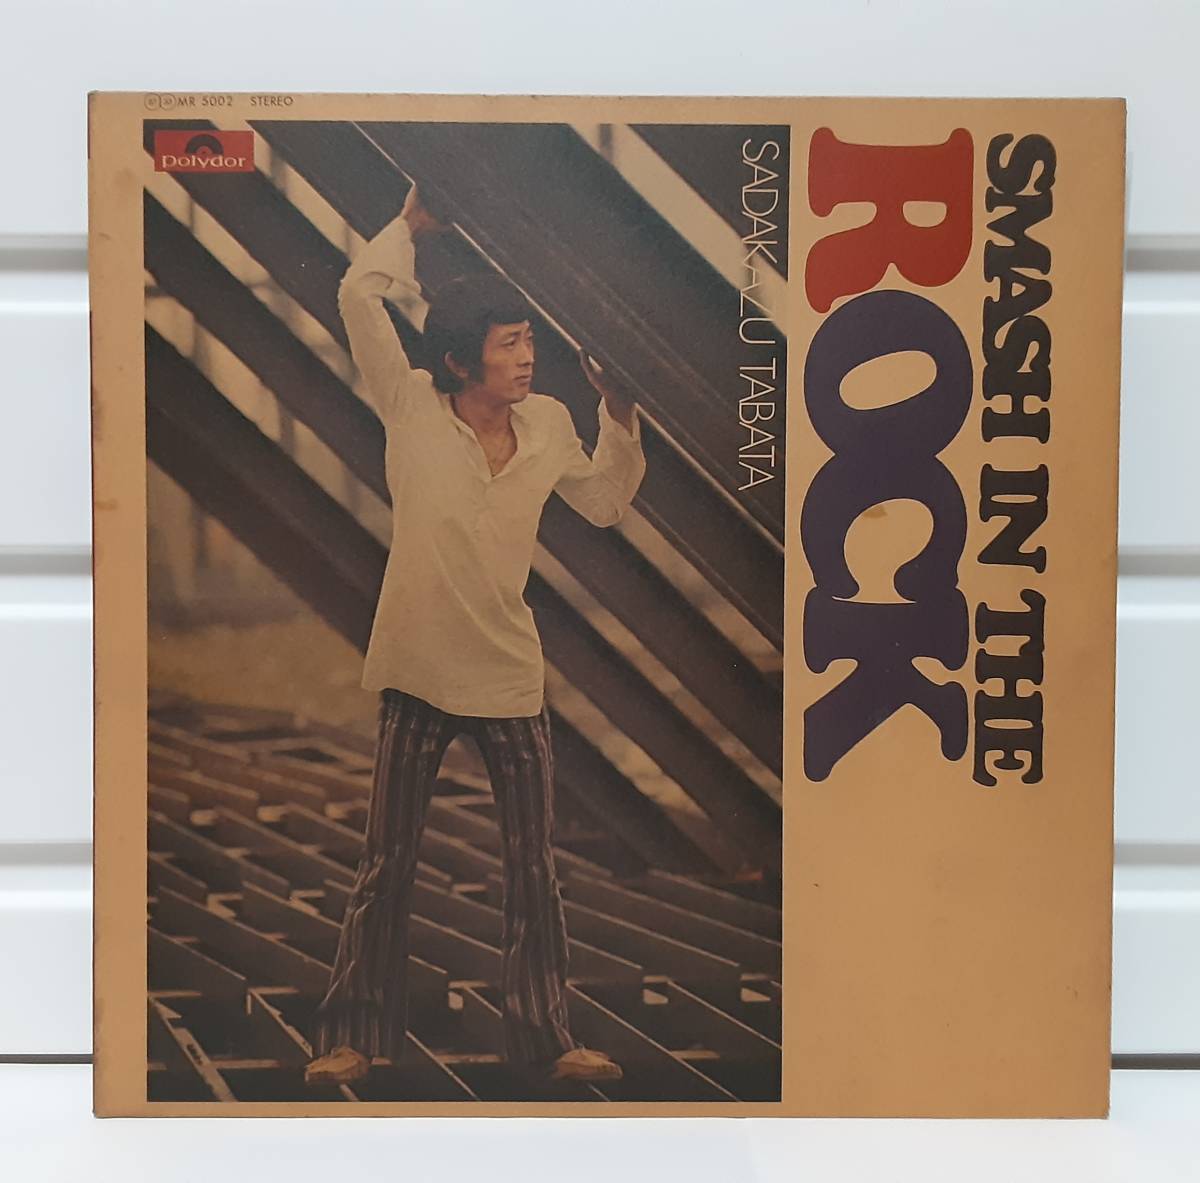 MR 5002 STEREO
polydor
SADAKAZU TABATA
SMASH IN THE
ROCK